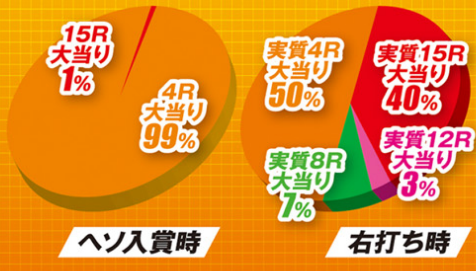 15R
大当り
1%
4R
大当り
99%
ヘソ入賞時
実質4R
大当り
50%
実質15R
大当り
40%
実質12R
大当り
3%
実質8R
大当り
7%
右打ち時